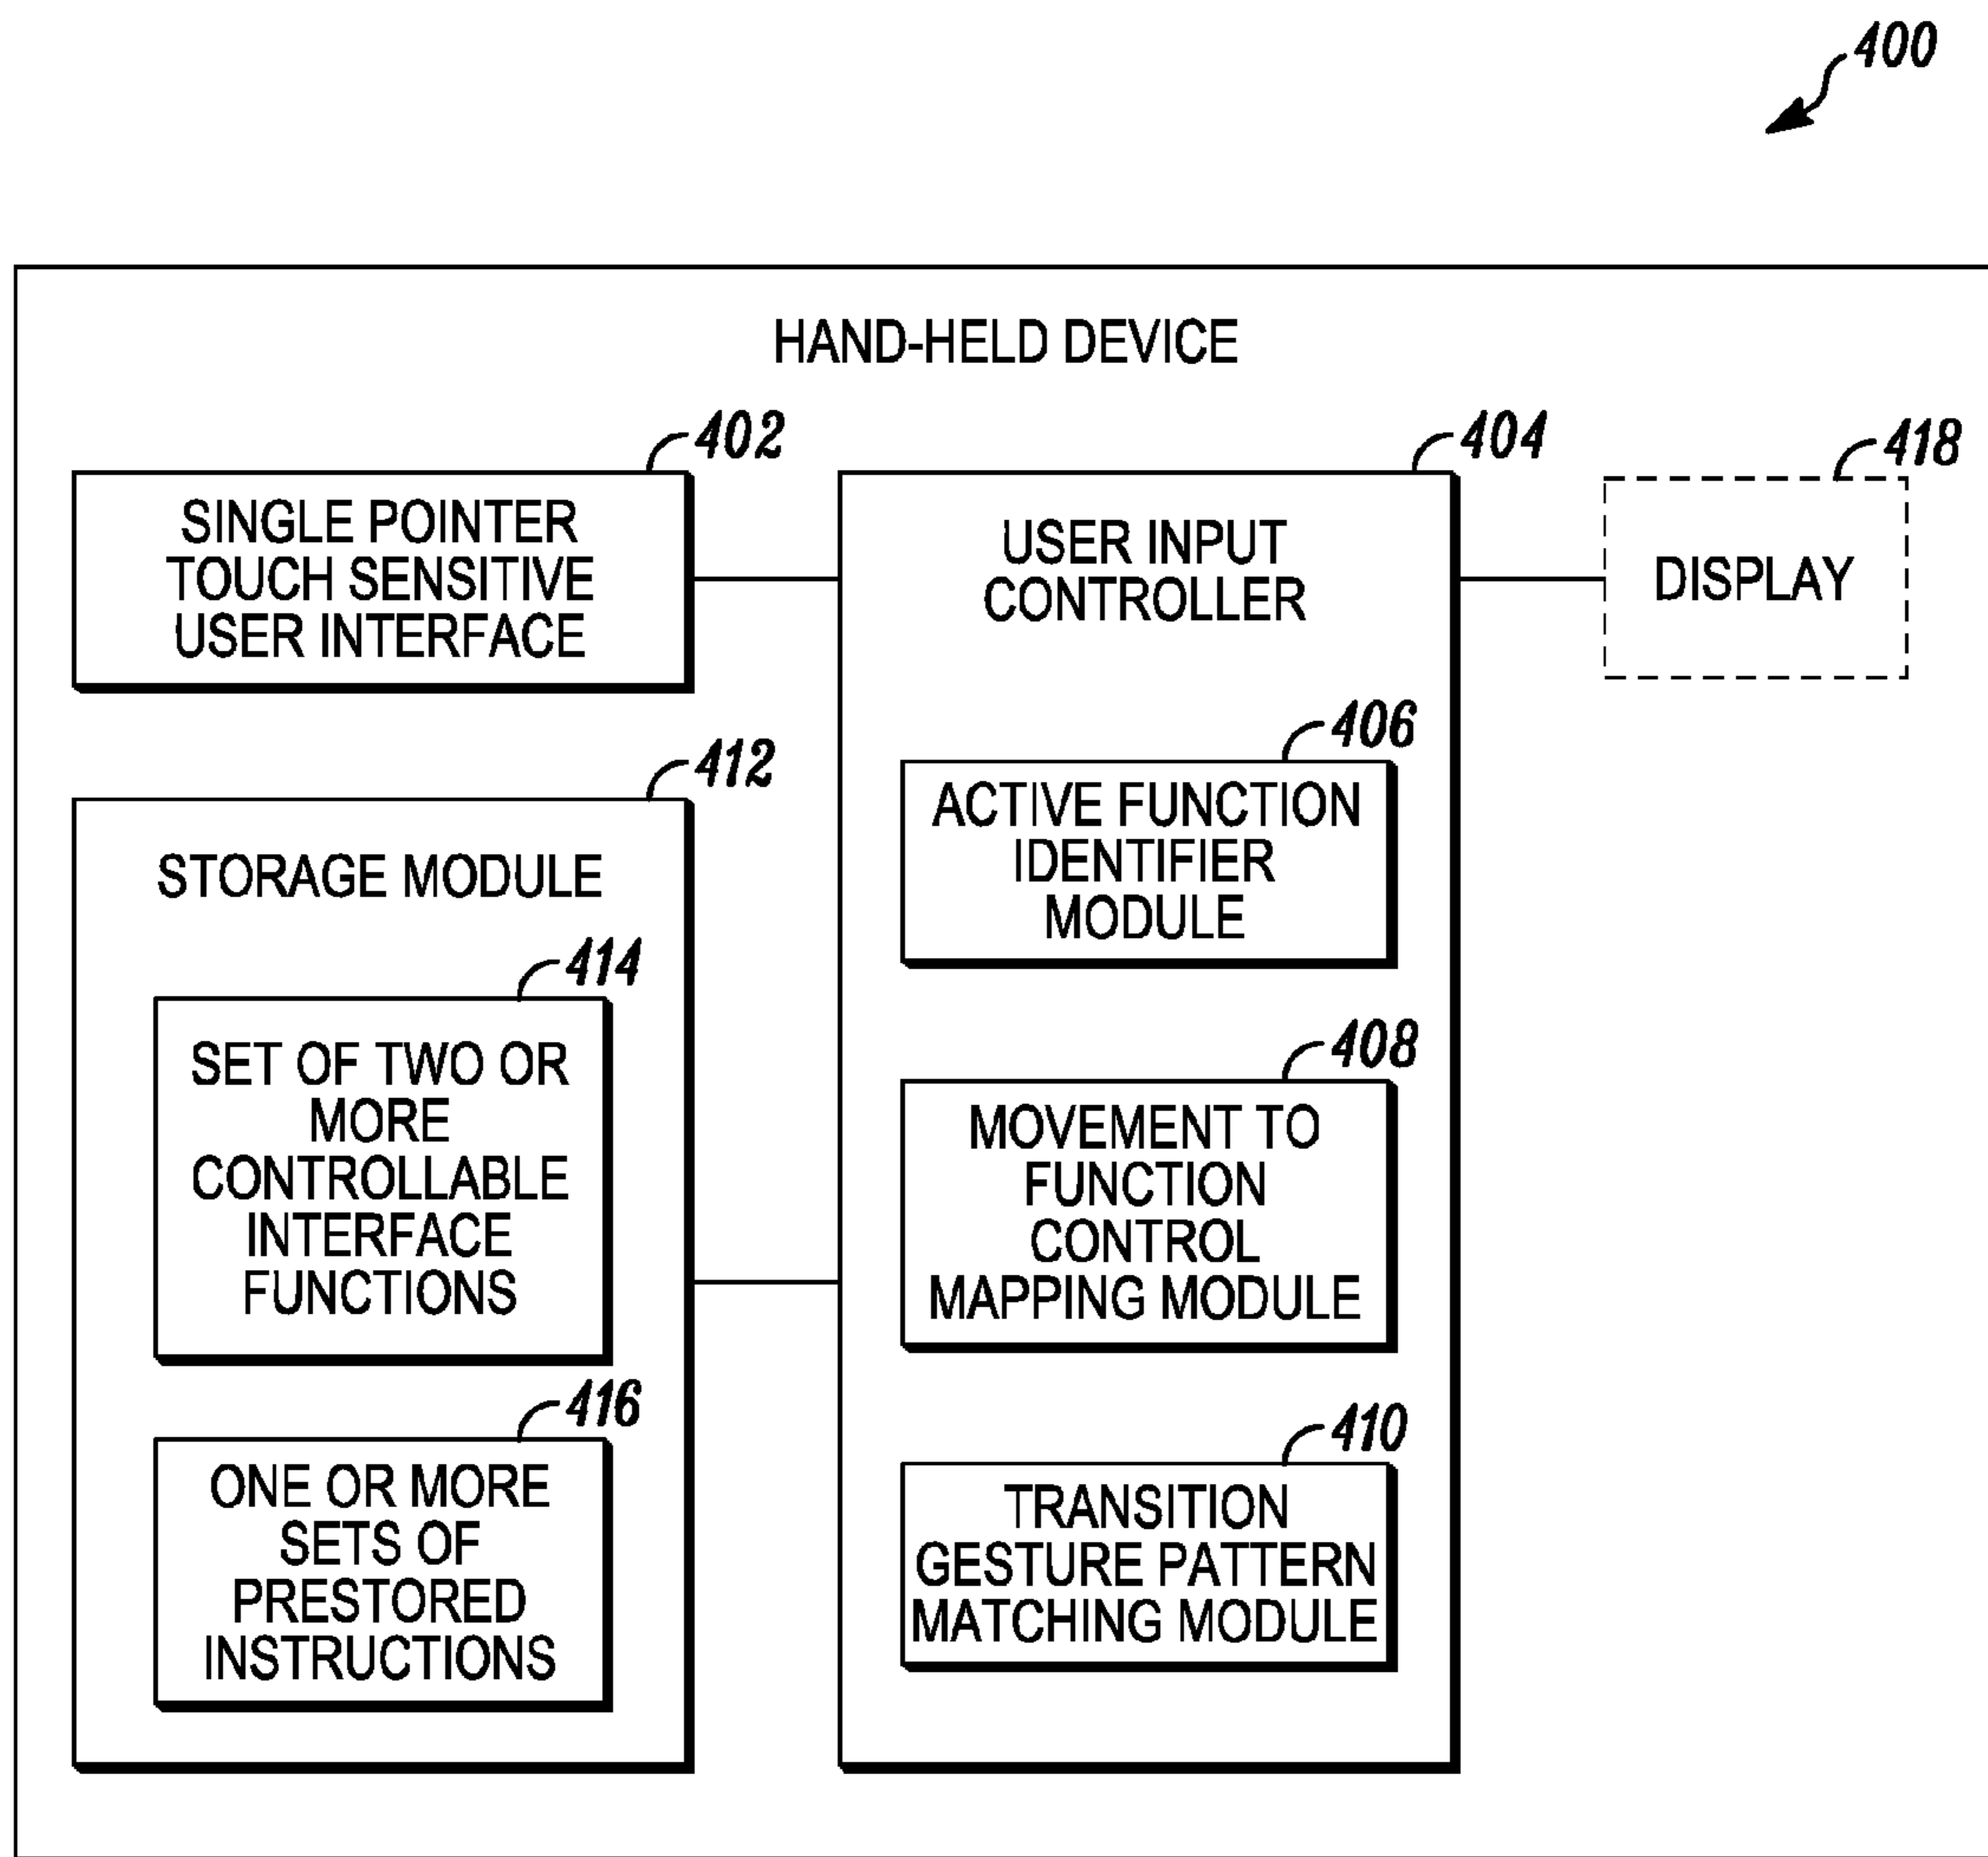 400
HAND-HELD DEVICE
402
SINGLE POINTER
TOUCH SENSITIVE
USER INTERFACE
412
STORAGE MODULE
414
SET OF TWO OR
MORE
CONTROLLABLE
INTERFACE
FUNCTIONS
416
ONE OR MORE
SETS OF
PRESTORED
INSTRUCTIONS
404
USER INPUT
CONTROLLER
406
ACTIVE FUNCTION
IDENTIFIER
MODULE
408
MOVEMENT TO
FUNCTION
CONTROL
MAPPING MODULE
410
TRANSITION
GESTURE PATTERN
MATCHING MODULE
418
DISPLAY